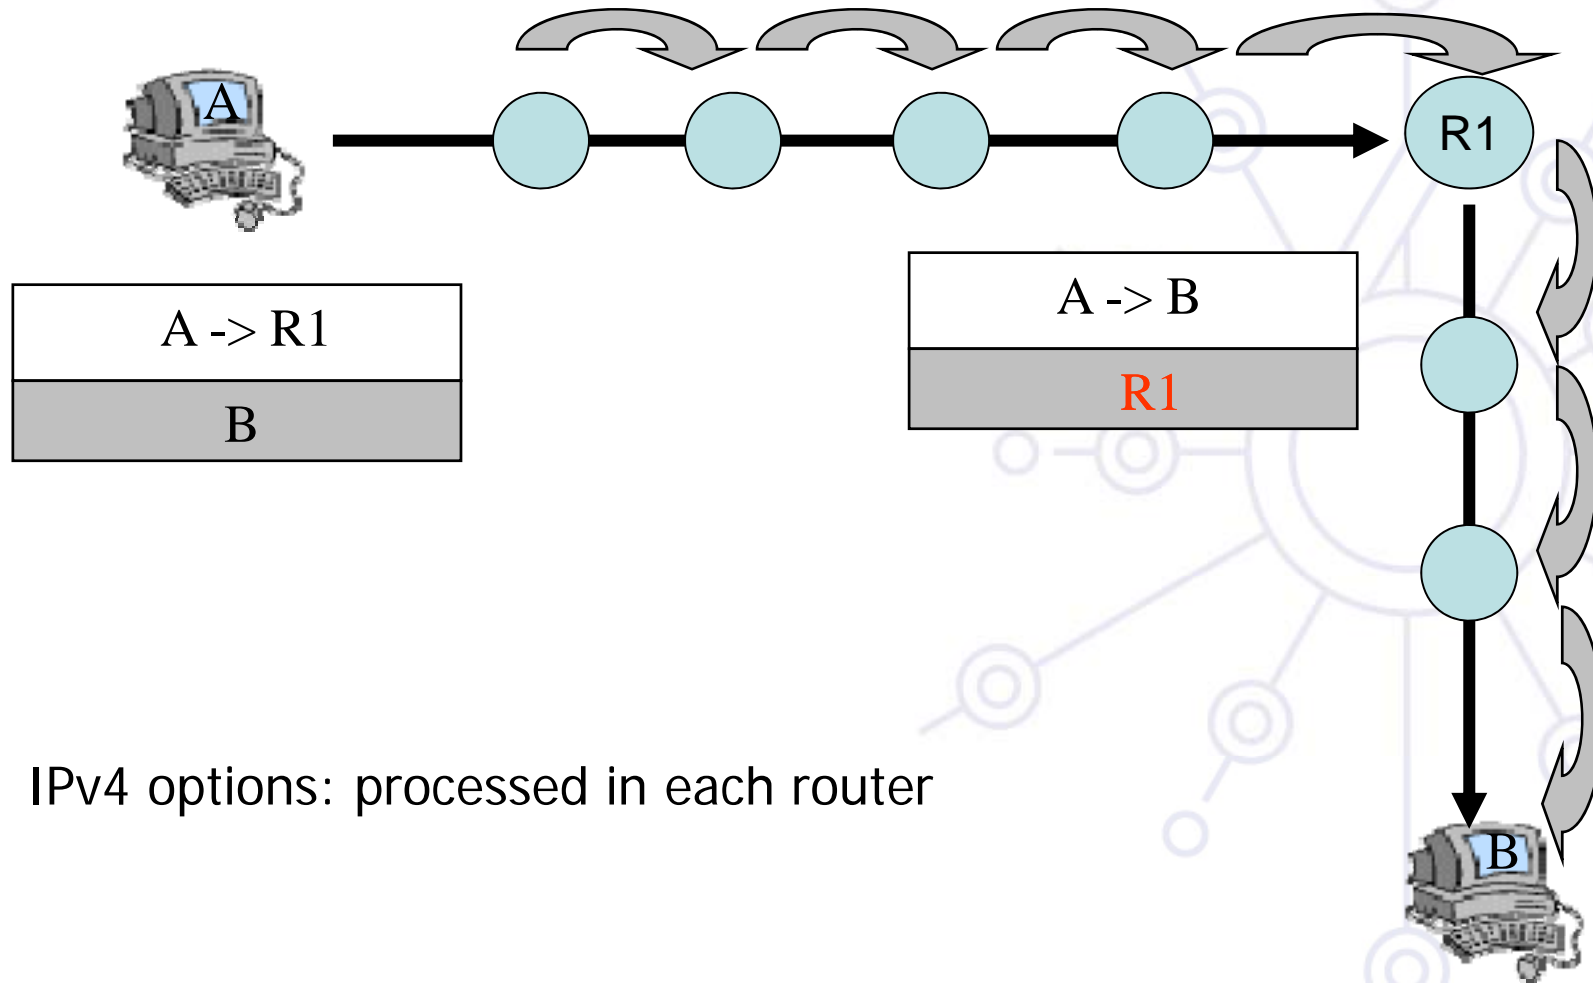 A
R1
A -> R1
B
A -> B
R1
IPv4 options: processed in each router
B